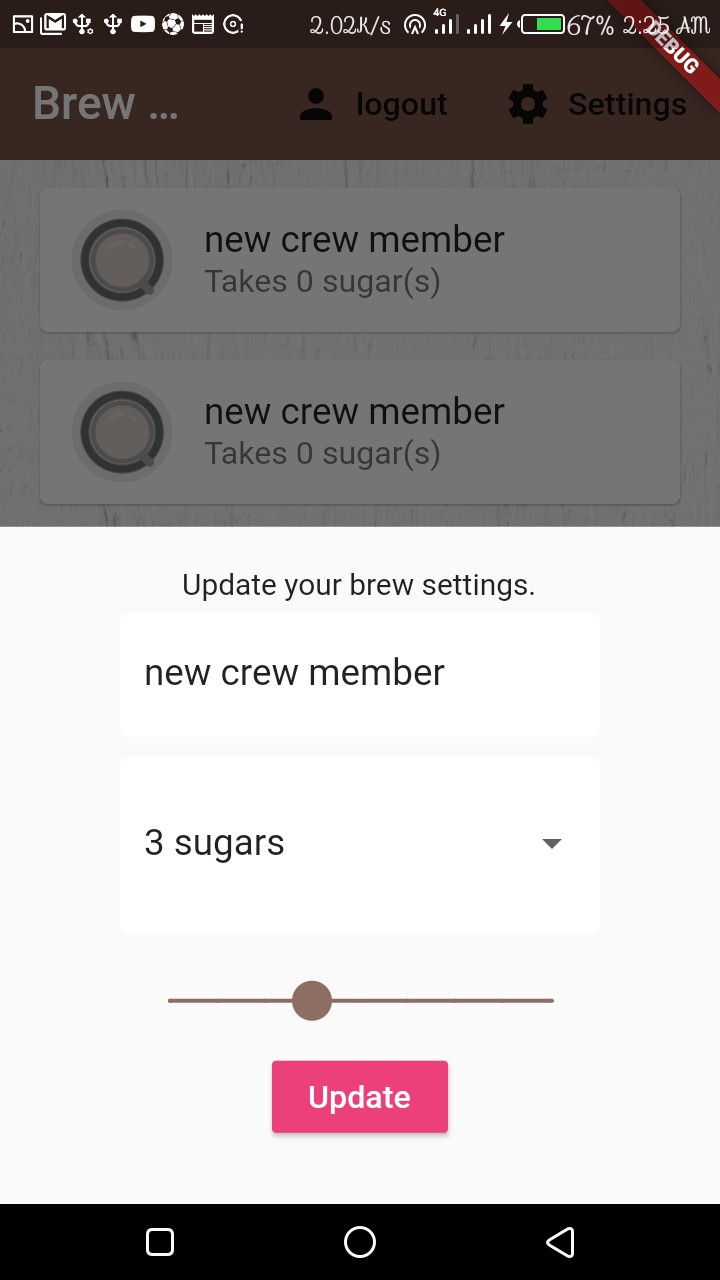 2.02K/s 4G 67% 2:25 AM
DEBUG
Brew ... logout Settings
new crew member
Takes 0 sugar(s)
new crew member
Takes 0 sugar(s)
Update your brew settings.
new crew member
3 sugars
Update